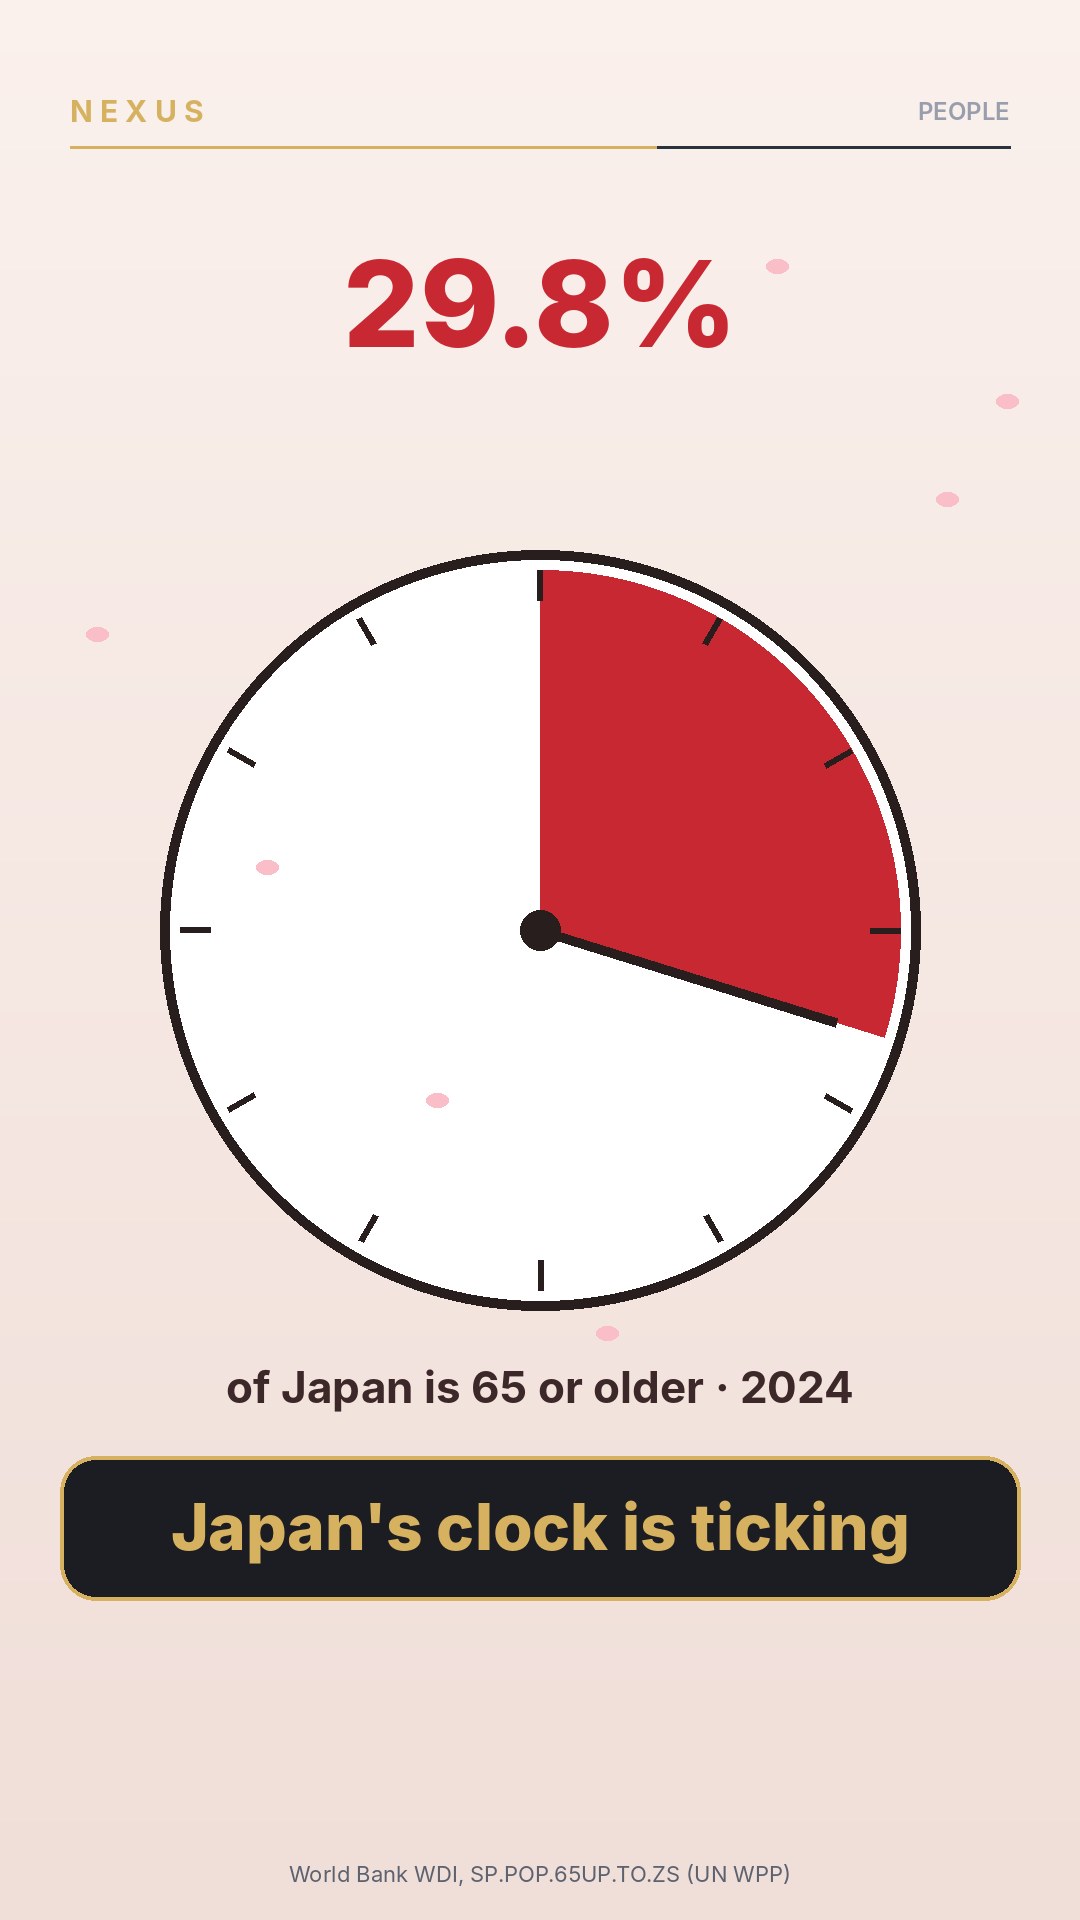 NEXUS
PEOPLE
29.8%
of Japan is 65 or older · 2024
Japan's clock is ticking
World Bank WDI, SP.POP.65UP.TO.ZS (UN WPP)